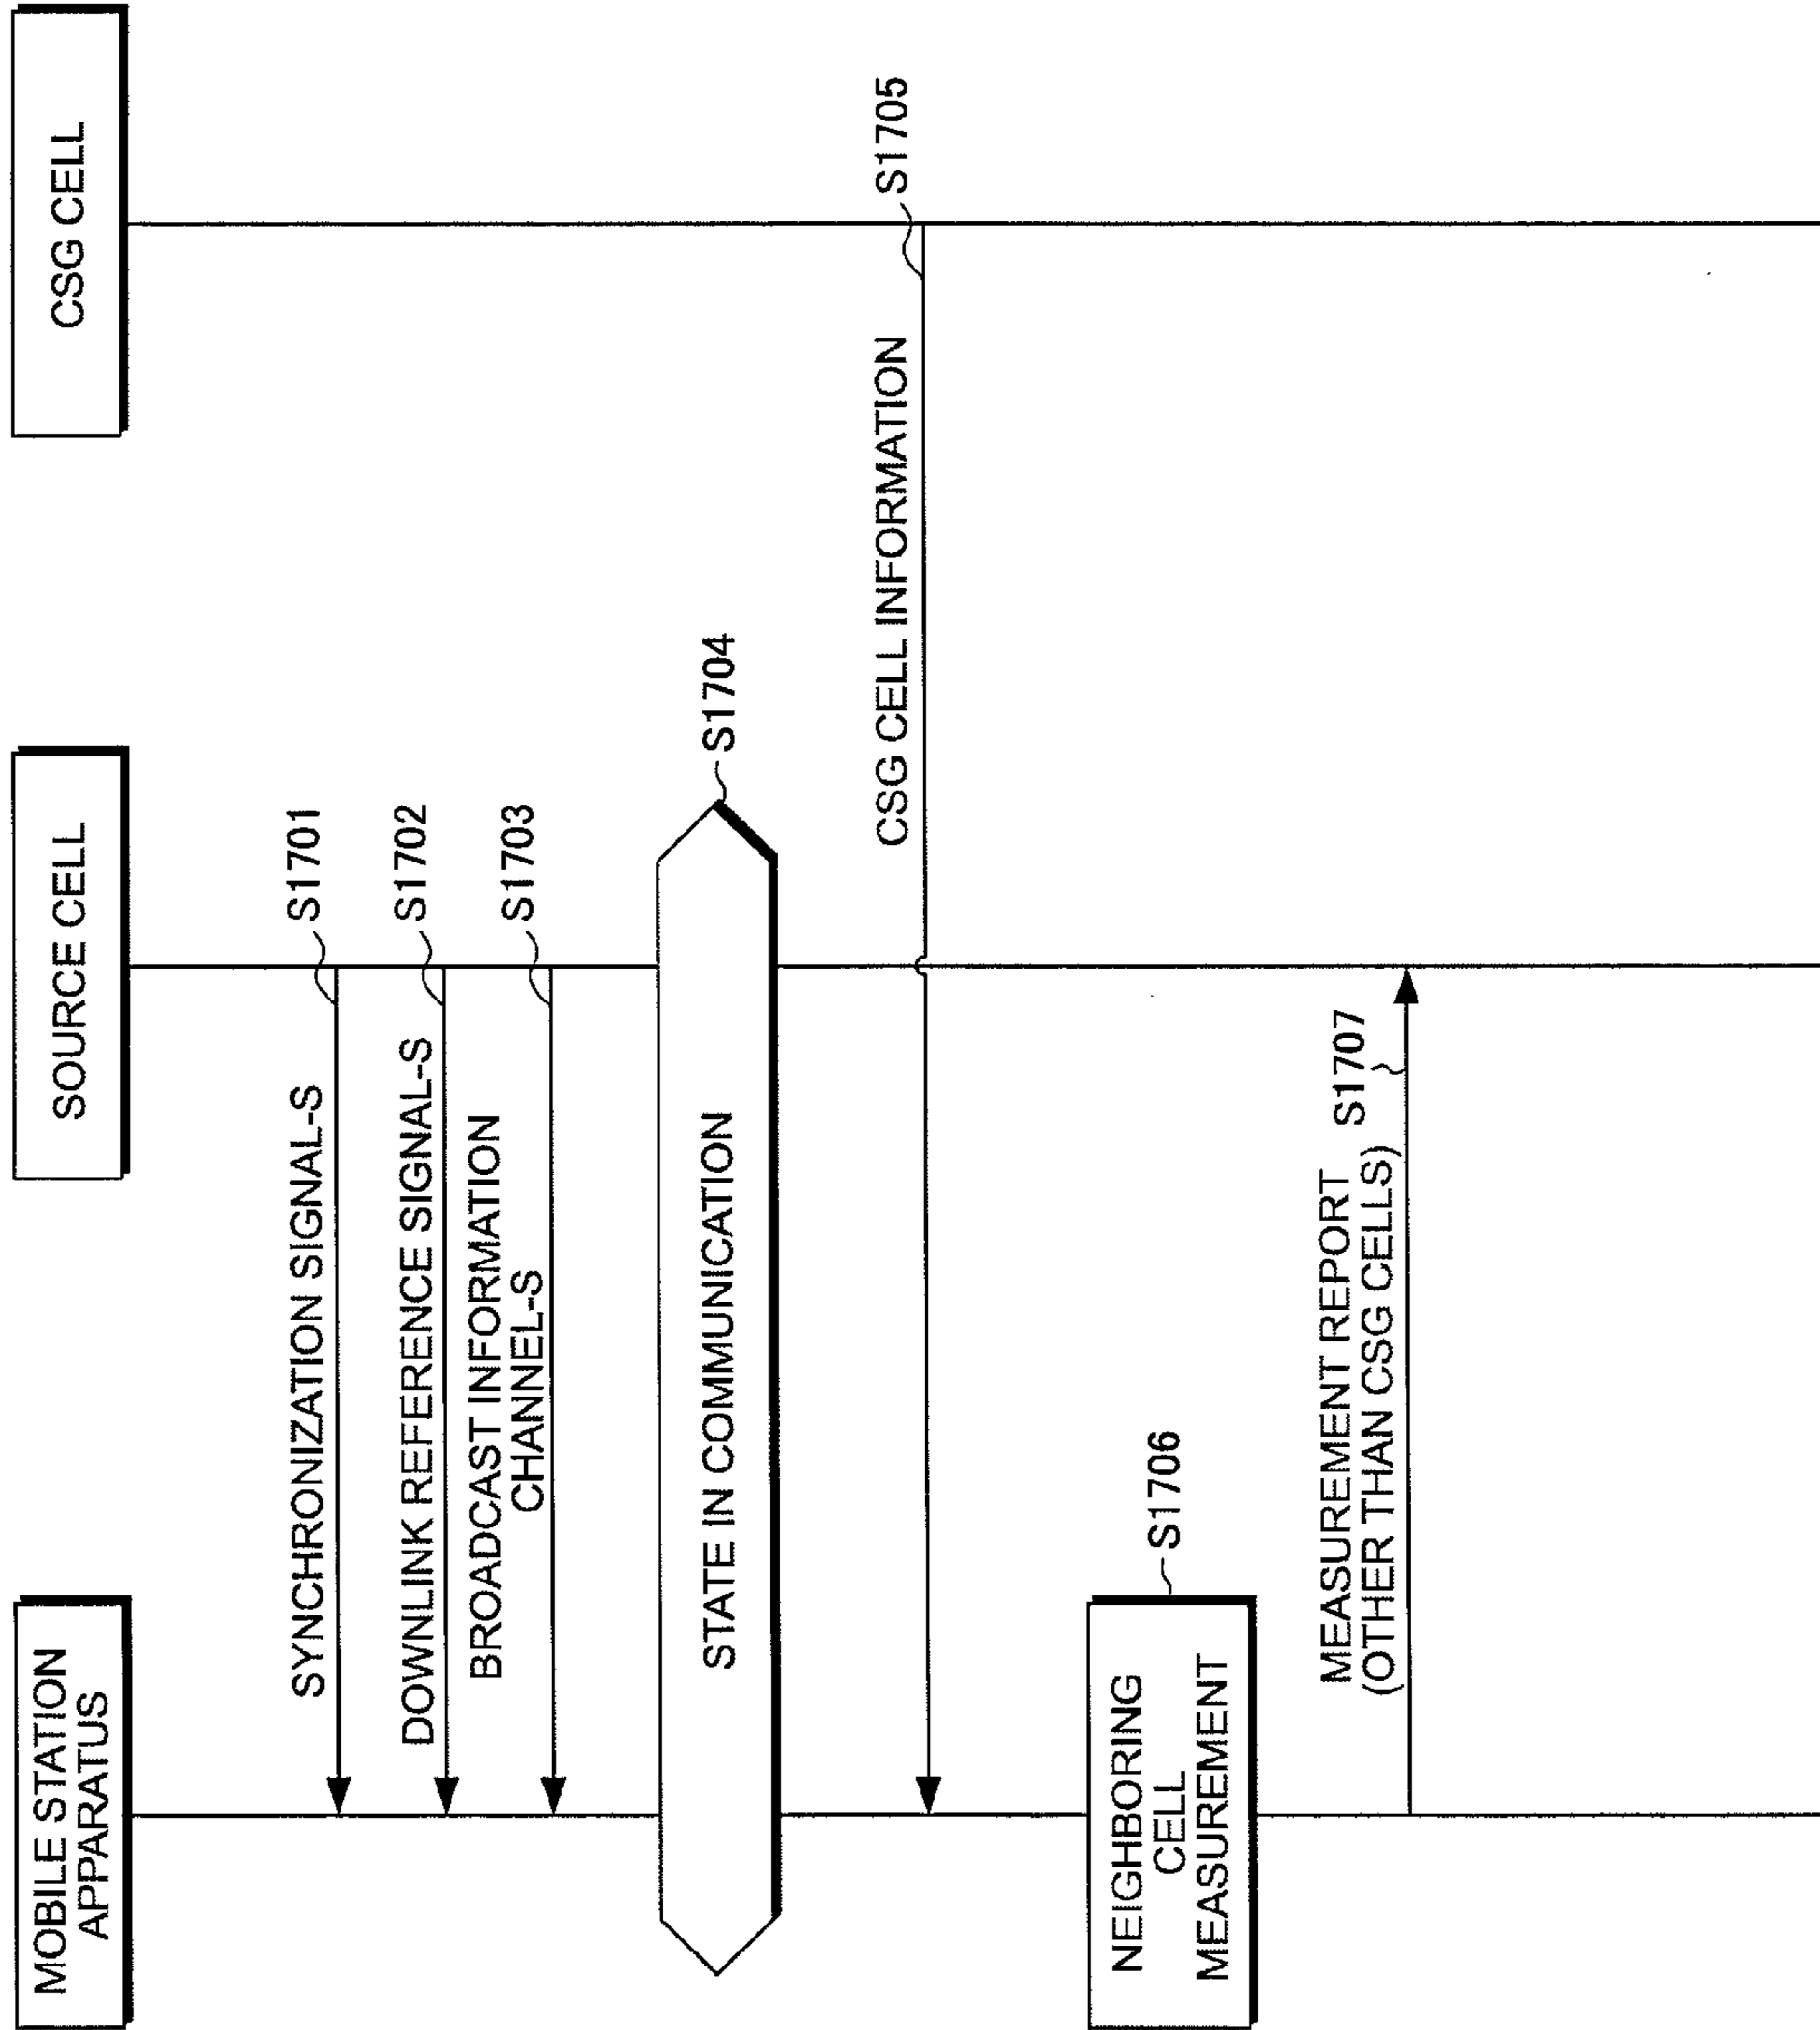 MOBILE STATION
APPARATUS
SOURCE CELL
CSG CELL
SYNCHRONIZATION SIGNAL-S
S1701
DOWNLINK REFERENCE SIGNAL-S
S1702
BROADCAST INFORMATION
CHANNEL-S
S1703
STATE IN COMMUNICATION
S1704
CSG CELL INFORMATION
S1705
NEIGHBORING
CELL
MEASUREMENT
S1706
MEASUREMENT REPORT
(OTHER THAN CSG CELLS)
S1707